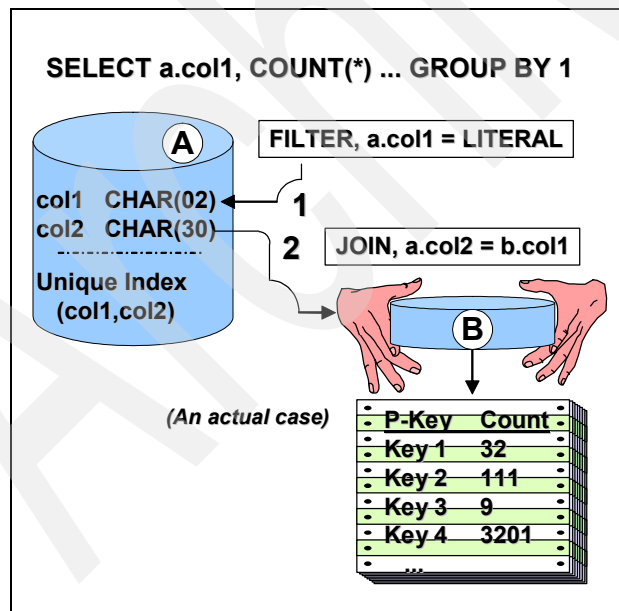 SELECT a.col1, COUNT(*) ... GROUP BY 1
A
FILTER, a.col1 = LITERAL
col1 CHAR(02)
1
col2 CHAR(30)
2
JOIN, a.col2 = b.col1
Unique Index
(col1,col2)
B
(An actual case)
P-Key Count
Key 1 32
Key 2 111
Key 3 9
Key 4 3201
...